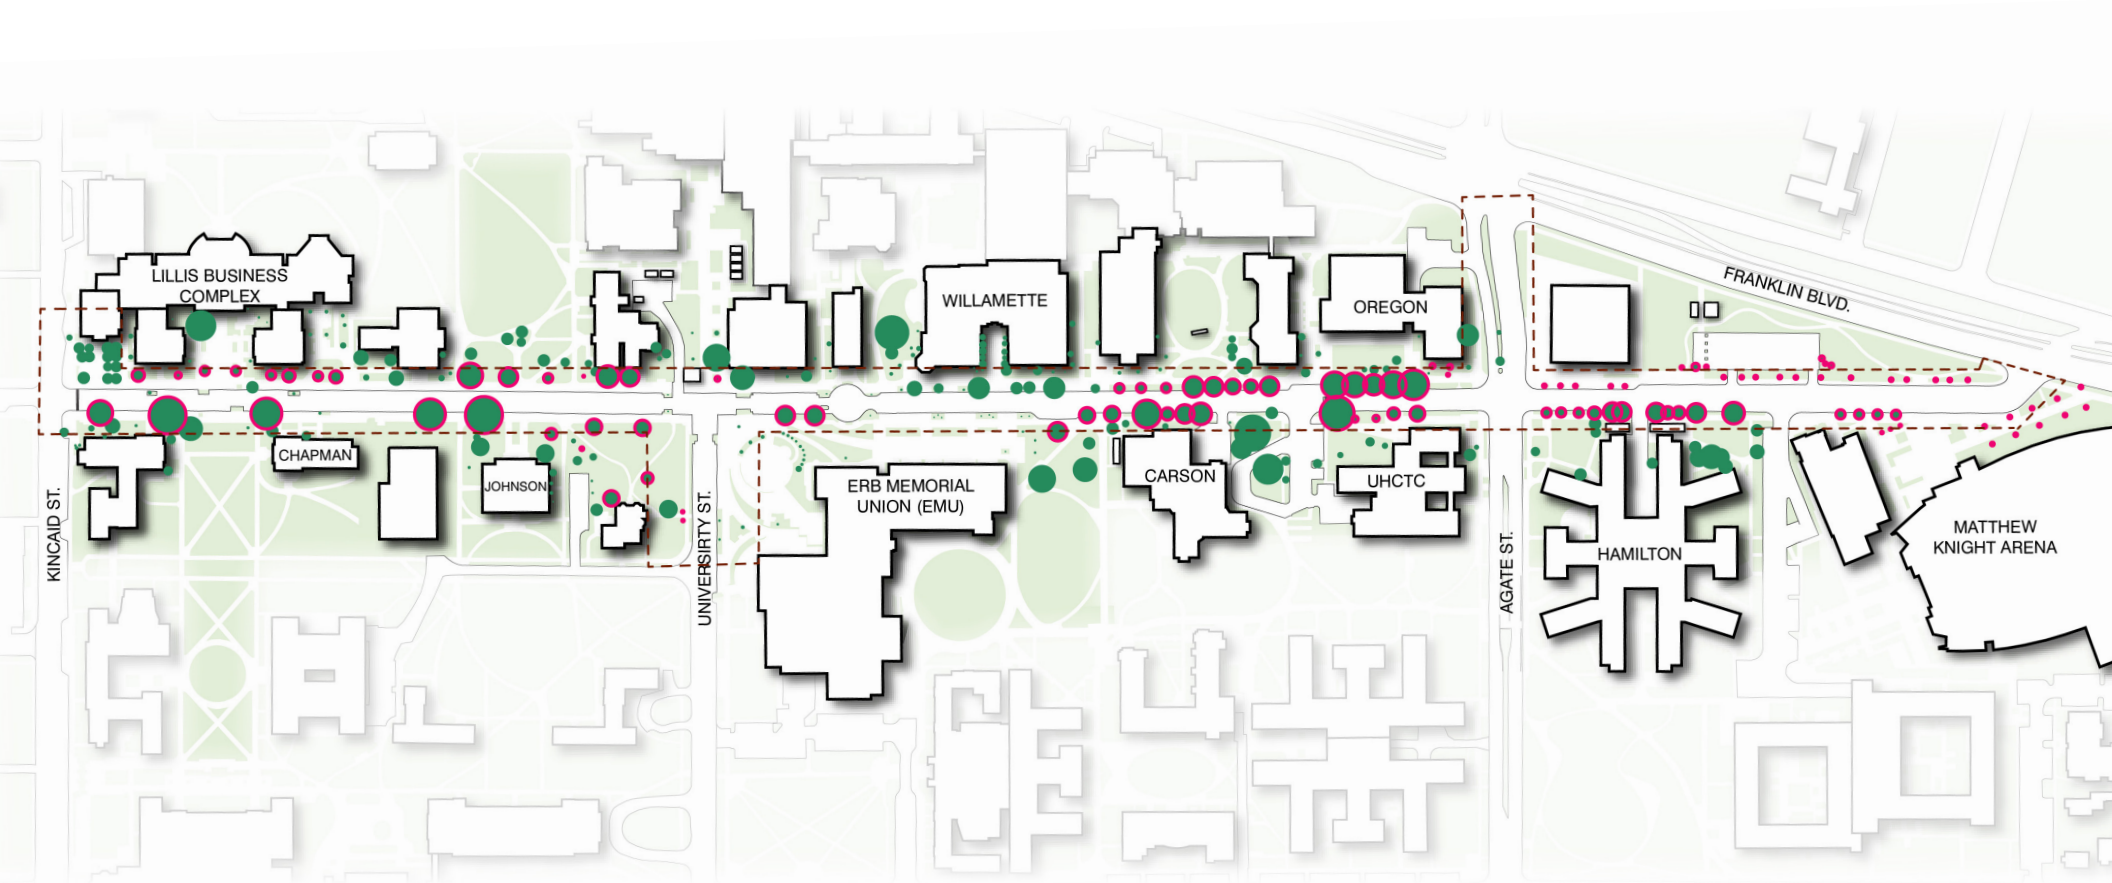 LILLIS BUSINESS
COMPLEX
WILLAMETTE
OREGON
FRANKLIN BLVD.
CHAPMAN
JOHNSON
ERB MEMORIAL
UNION (EMU)
CARSON
UHCTC
HAMILTON
MATTHEW
KNIGHT ARENA
KINCAID ST.
UNIVERSIRTY ST.
AGATE ST.